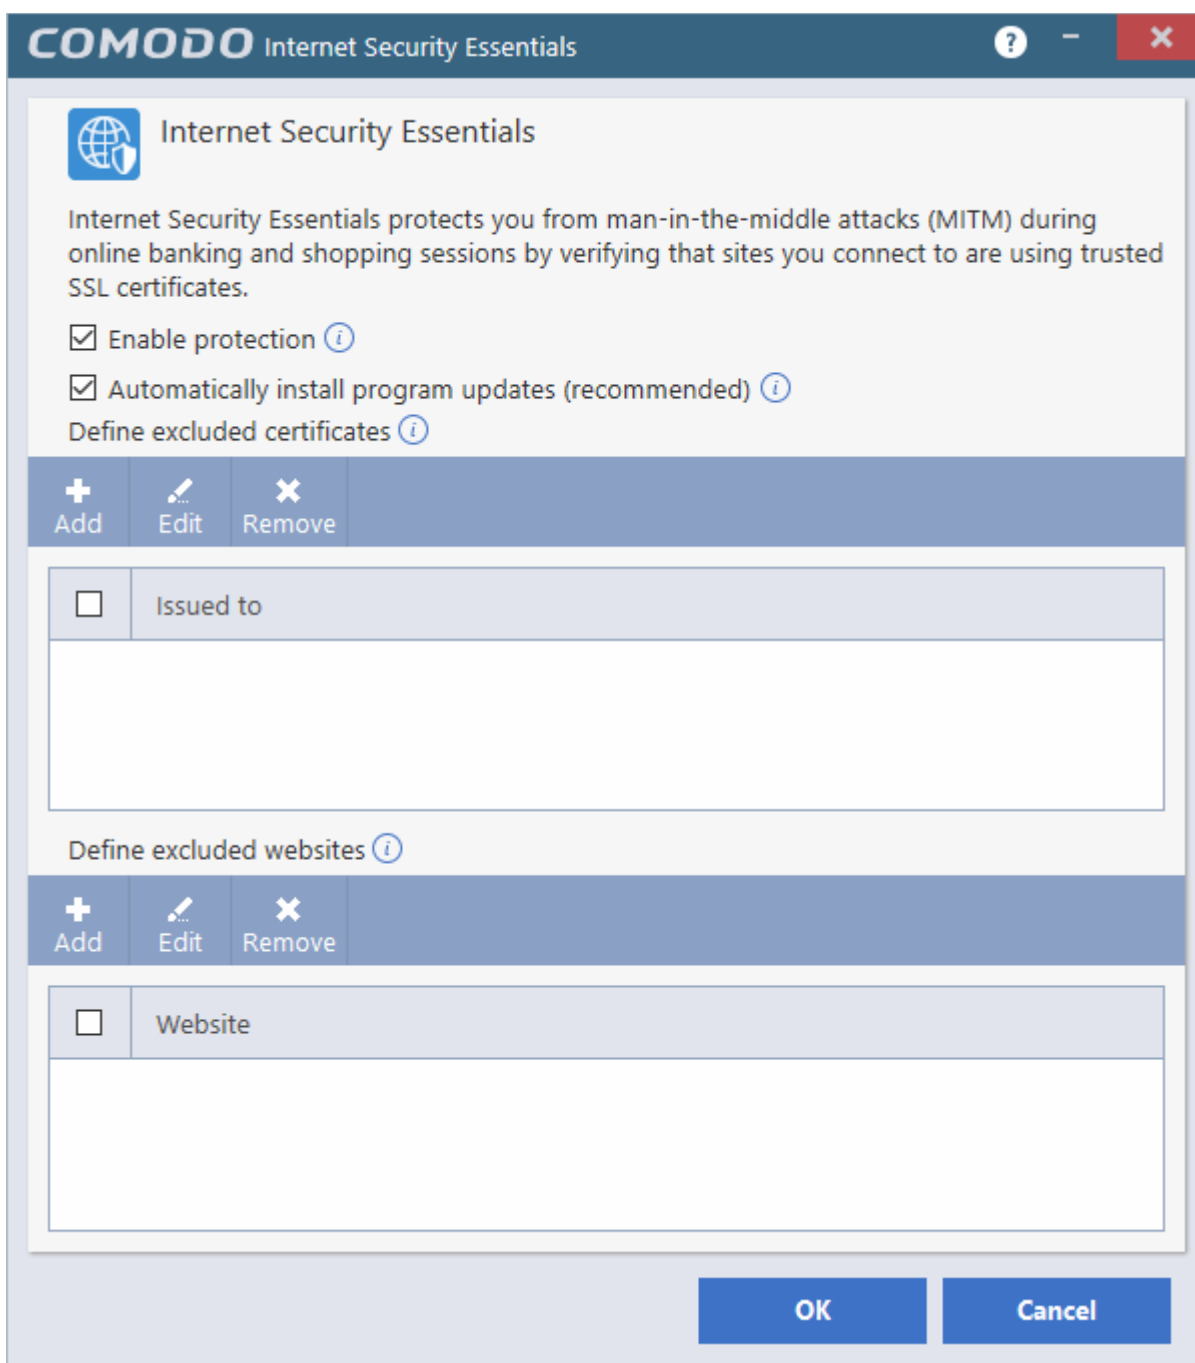 COMODO Internet Security Essentials ?
Internet Security Essentials
Internet Security Essentials protects you from man-in-the-middle attacks (MITM) during
online banking and shopping sessions by verifying that sites you connect to are using trusted
SSL certificates.
Enable protection i
Automatically install program updates (recommended) i
Define excluded certificates i
Add Edit Remove
Issued to
Define excluded websites i
Add Edit Remove
Website
OK Cancel